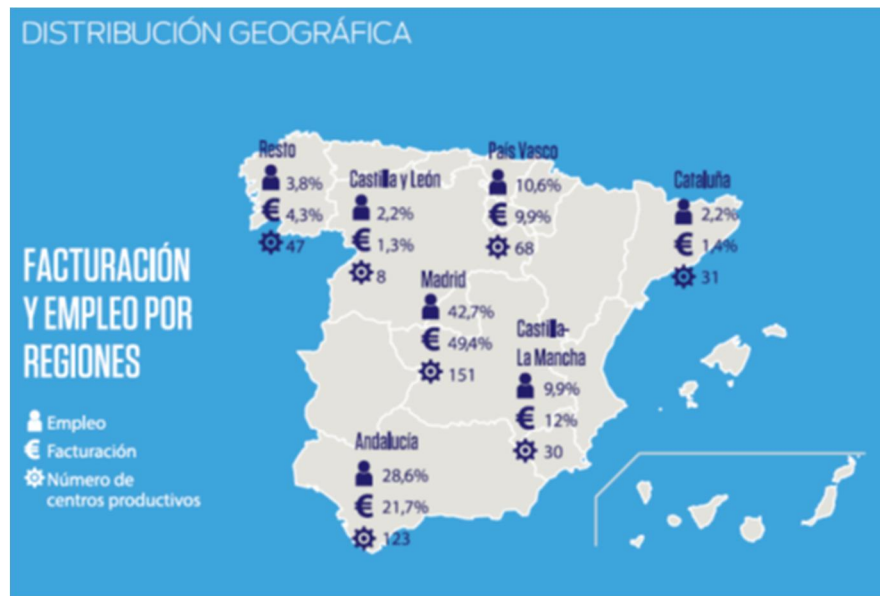 DISTRIBUCIÓN GEOGRÁFICA
FACTURACIÓN
Y EMPLEO POR
REGIONES
Empleo
Facturación
Número de
centros productivos
Resto
3,8%
4,3%
47
Castilla y León
2,2%
1,3%
8
País Vasco
10,6%
9,9%
68
Cataluña
2,2%
1,4%
31
Madrid
42,7%
49,4%
151
Castilla-
La Mancha
9,9%
12%
30
Andalucía
28,6%
21,7%
123